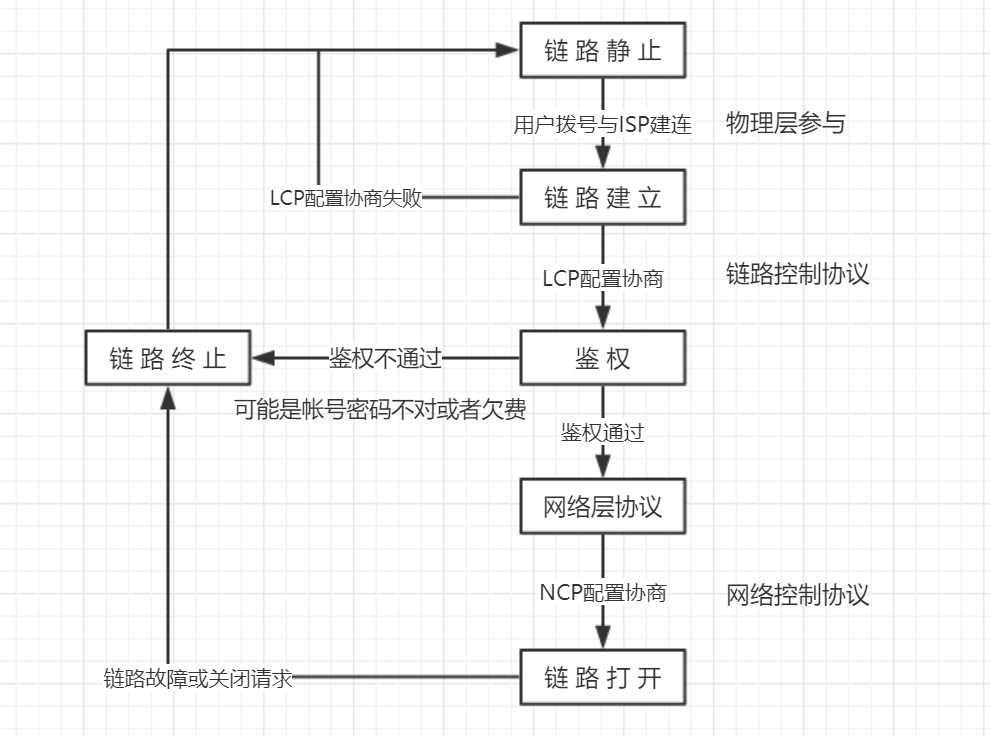 链路静止
用户拨号与ISP建连
物理层参与
LCP配置协商失败
链路建立
LCP配置协商
链路控制协议
链路终止
鉴权不通过
鉴权
可能是帐号密码不对或者欠费
鉴权通过
网络层协议
NCP配置协商
网络控制协议
链路故障或关闭请求
链路打开